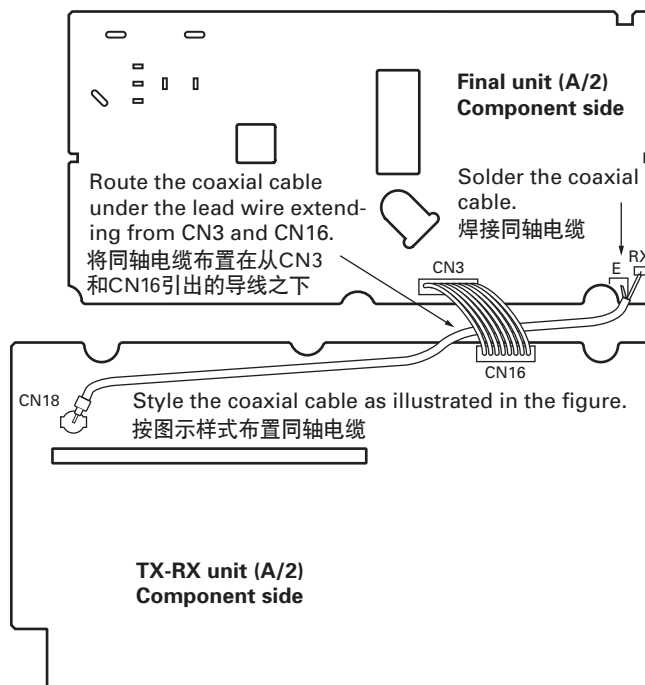 Final unit (A/2)
Component side
Route the coaxial cable
under the lead wire extend-
ing from CN3 and CN16.
将同轴电缆布置在从CN3
和CN16引出的导线之下
Solder the coaxial
cable.
焊接同轴电缆
CN3
E
RX
CN16
CN18
Style the coaxial cable as illustrated in the figure.
按图示样式布置同轴电缆
TX-RX unit (A/2)
Component side